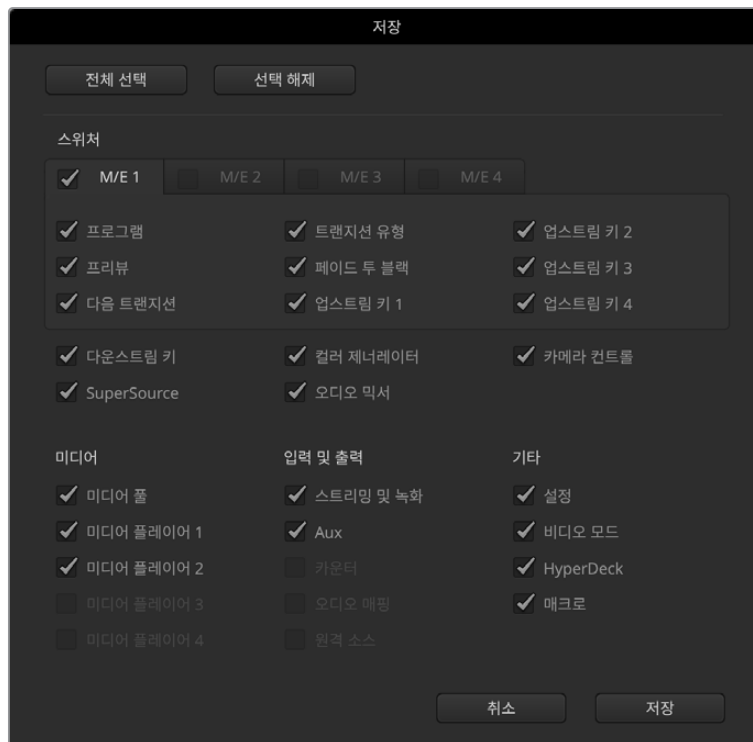 저장
전체 선택 선택 해제
스위처
M/E 1 M/E 2 M/E 3 M/E 4
프로그램 트랜지션 유형 업스트림 키 2
프리뷰 페이드 투 블랙 업스트림 키 3
다음 트랜지션 업스트림 키 1 업스트림 키 4
다운스트림 키 컬러 제너레이터 카메라 컨트롤
SuperSource 오디오 믹서
미디어 입력 및 출력 기타
미디어 풀 스트리밍 및 녹화 설정
미디어 플레이어 1 Aux 비디오 모드
미디어 플레이어 2 카운터 HyperDeck
미디어 플레이어 3 오디오 매핑 매크로
미디어 플레이어 4 원격 소스
취소 저장